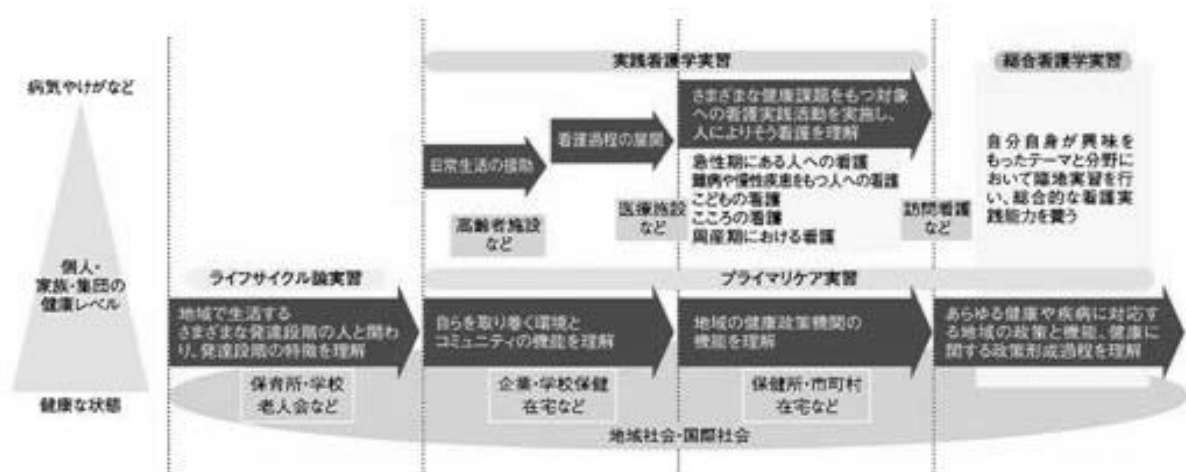 実践看護学実習
総合看護学実習
病気やけがなど
個人・
家族・集団の
健康レベル
健康な状態
日常生活の援助
看護過程の展開
さまざまな健康課題をもつ対象
への看護実践活動を実施し、
人によりそう看護を理解
急性期にある人への看護
難病や慢性疾患をもつ人への看護
こどもの看護
こころの看護
周産期における看護
高齢者施設
など
医療施設
など
訪問看護
など
自分自身が興味を
もったテーマと分野に
おいて臨地実習を行
い、総合的な看護実
践能力を養う
ライフサイクル論実習
プライマリケア実習
地域で生活する
さまざまな発達段階の人と関わ
り、発達段階の特徴を理解
自らを取り巻く環境と
コミュニティの機能を理解
地域の健康政策機関の
機能を理解
あらゆる健康や疾病に対応す
る地域の政策と機能、健康に
関する政策形成過程を理解
保育所・学校
老人会など
企業・学校保健
在宅など
保健所・市町村
在宅など
地域社会・国際社会